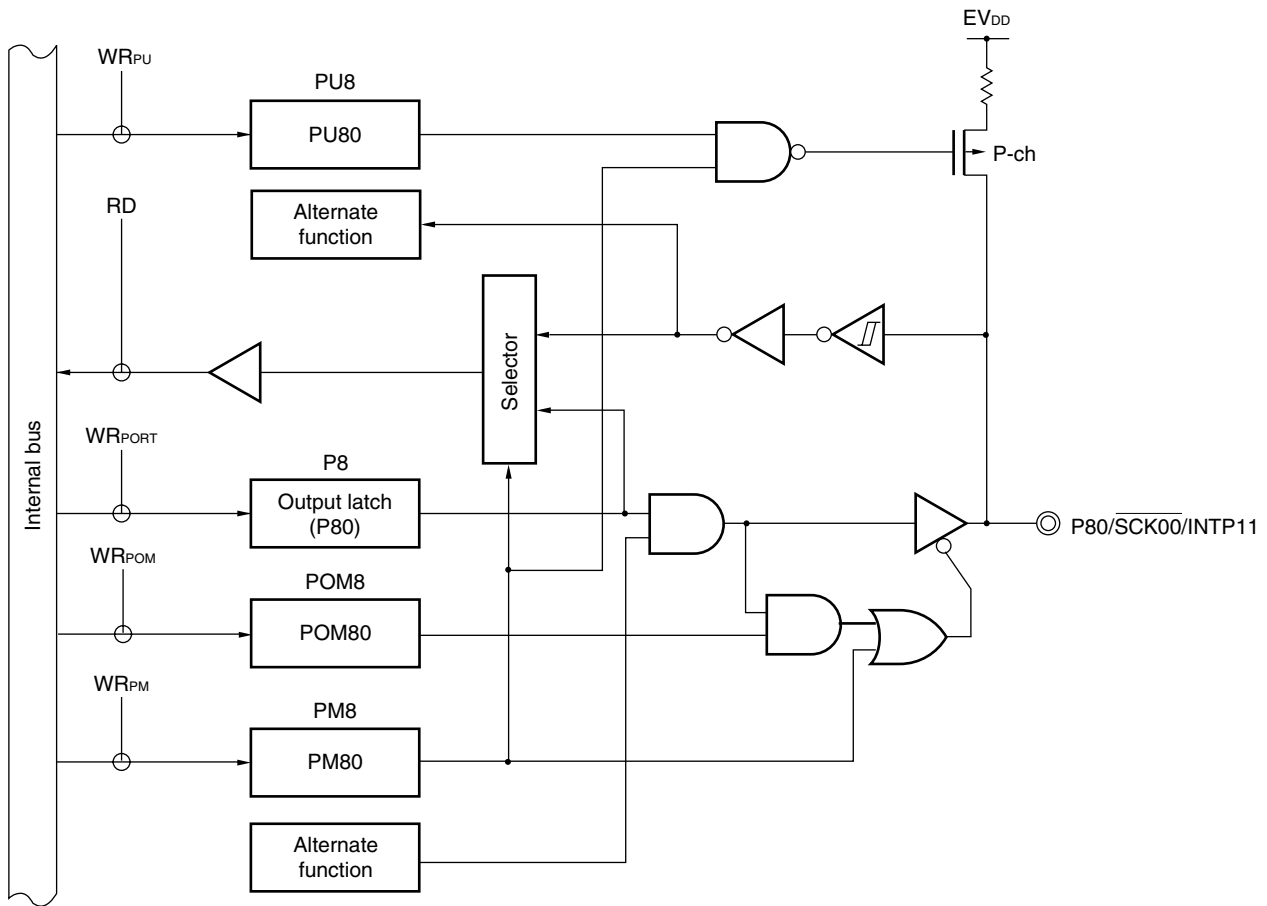 EVDD
WRPU
PU8
PU80
P-ch
RD
Alternate
function
Selector
Internal bus
WRPORT
P8
Output latch
(P80)
P80/SCK00/INTP11
WRPOM
POM8
POM80
WRPM
PM8
PM80
Alternate
function